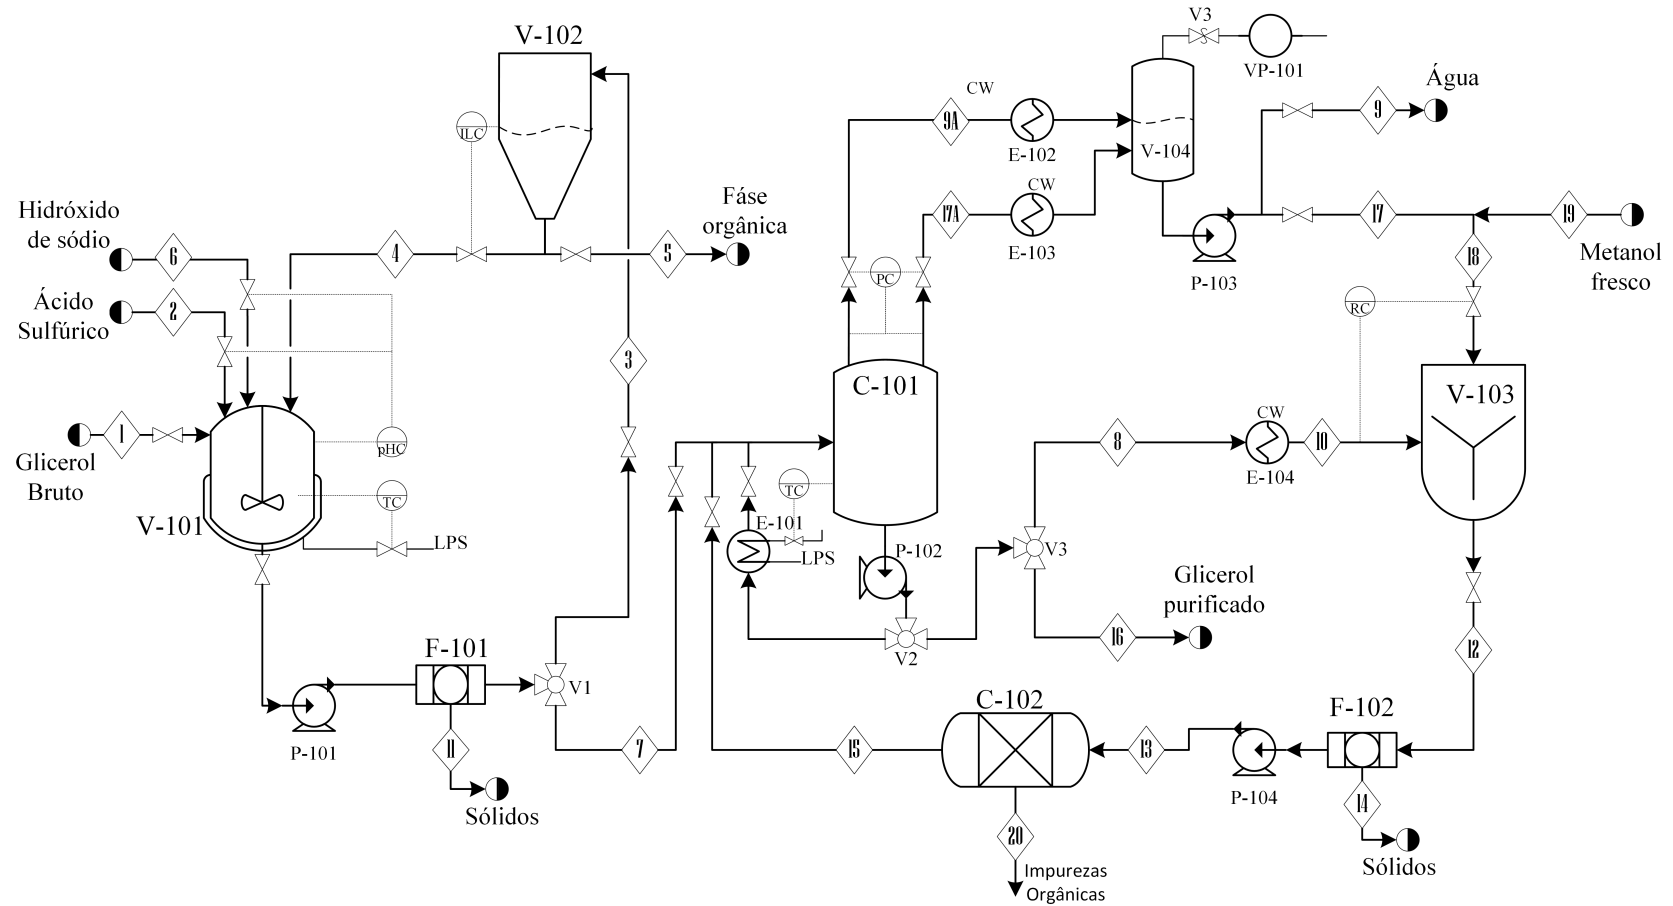 V-102
V3
VP-101
Água
CW
9A
E-102
9
ILC
V-104
CW
17A
E-103
17
19
Hidróxido
de sódio
6
4
Fáse
orgânica
5
P-103
18
Metanol
fresco
PC
Ácido
Sulfúrico
2
RC
3
C-101
V-103
Glicerol
Bruto
1
pHC
TC
V-101
LPS
TC
E-101
LPS
P-102
8
CW
E-104
10
V3
Glicerol
purificado
16
V2
12
F-101
V1
P-101
11
Sólidos
7
C-102
15
13
P-104
F-102
14
Sólidos
20
Impurezas
Orgânicas